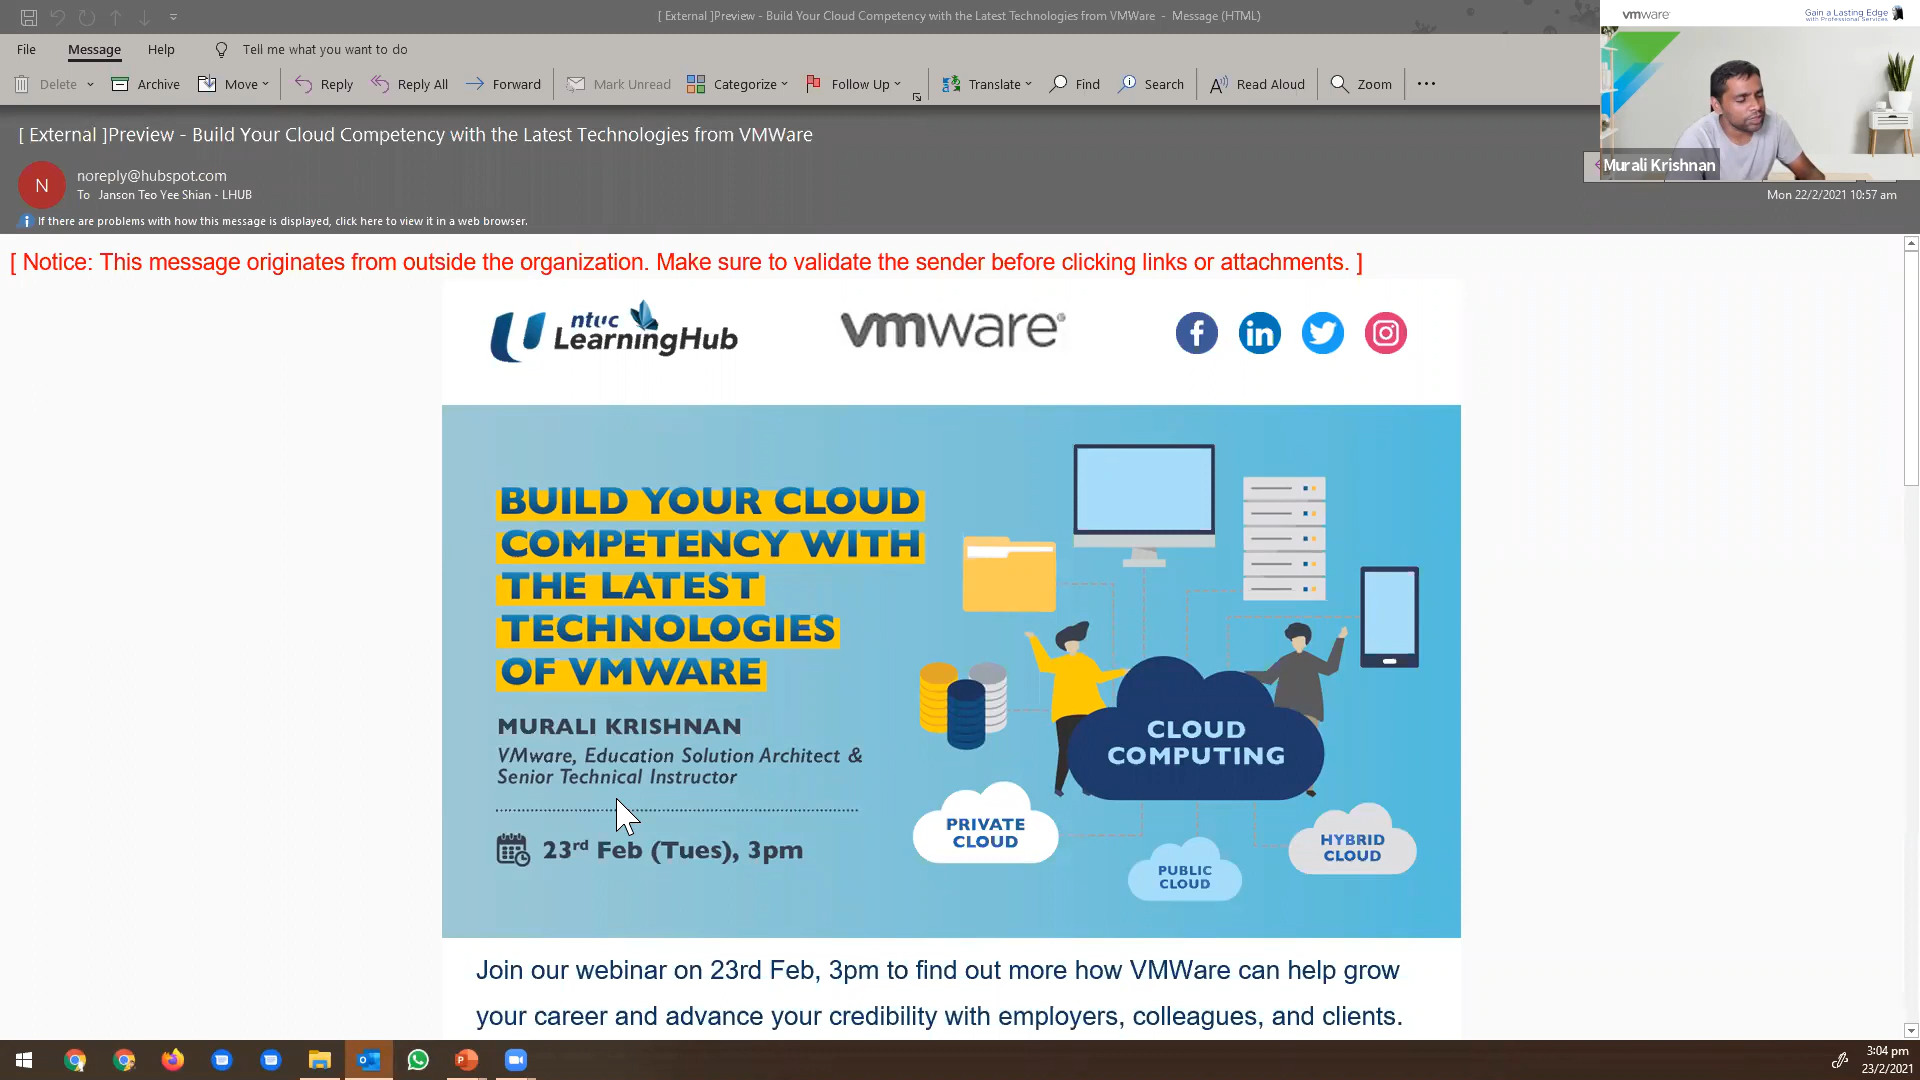 [ External ]Preview - Build Your Cloud Competency with the Latest Technologies from VMWare - Message (HTML)
vmware
Gain a Lasting Edge
with Professional Services
File Message Help Tell me what you want to do
Delete Archive Move Reply Reply All Forward Mark Unread Categorize Follow Up Translate Find Search Read Aloud Zoom
[ External ]Preview - Build Your Cloud Competency with the Latest Technologies from VMWare
Murali Krishnan
N
noreply@hubspot.com
To Janson Teo Yee Shian - LHUB
Mon 22/2/2021 10:57 am
If there are problems with how this message is displayed, click here to view it in a web browser.
[ Notice: This message originates from outside the organization. Make sure to validate the sender before clicking links or attachments. ]
ntuc
LearningHub
vmware
BUILD YOUR CLOUD
COMPETENCY WITH
THE LATEST
TECHNOLOGIES
OF VMWARE
MURALI KRISHNAN
VMware, Education Solution Architect &
Senior Technical Instructor
23rd Feb (Tues), 3pm
CLOUD
COMPUTING
PRIVATE
CLOUD
PUBLIC
CLOUD
HYBRID
CLOUD
Join our webinar on 23rd Feb, 3pm to find out more how VMWare can help grow
your career and advance your credibility with employers, colleagues, and clients.
3:04 pm
23/2/2021